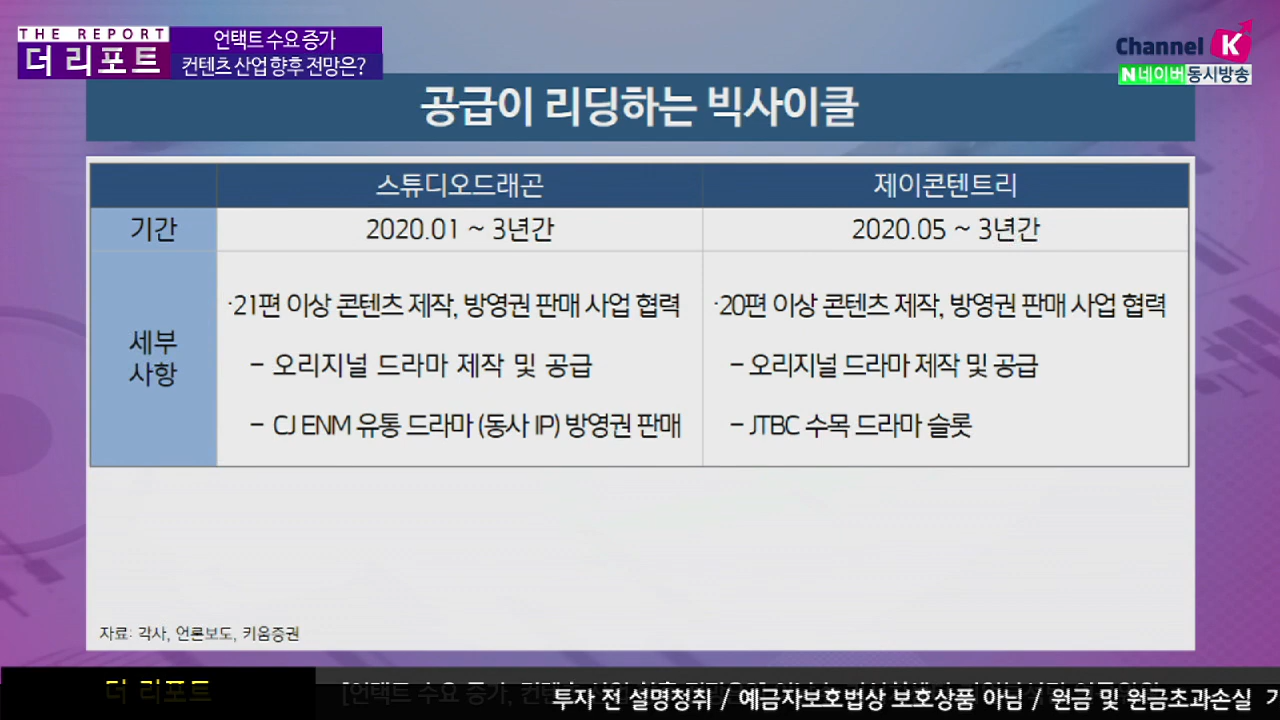 THE REPORT
더 리포트
언택트 수요 증가
컨텐츠 산업 향후 전망은?
Channel K
N 네이버 동시방송
공급이 리딩하는 빅사이클
스튜디오드래곤 제이콘텐트리
기간 2020.01 ~ 3년간 2020.05 ~ 3년간
세부
사항
·21편 이상 콘텐츠 제작, 방영권 판매 사업 협력
- 오리지널 드라마 제작 및 공급
- CJ ENM 유통 드라마 (동사 IP) 방영권 판매
·20편 이상 콘텐츠 제작, 방영권 판매 사업 협력
- 오리지널 드라마 제작 및 공급
- JTBC 수목 드라마 슬롯
자료: 각사, 언론보도, 키움증권
더 리포트
[언택트 수요 증가, 컨텐츠
투자 전 설명청취 / 예금자보호법상 보호상품 아님 / 원금 및 원금초과손실